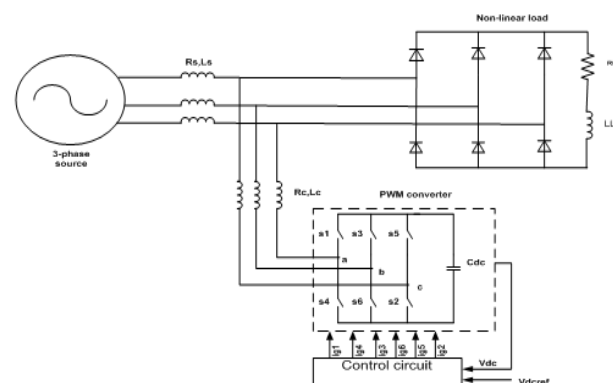 Non-linear load
Rs,Ls
3-phase
source
Rc,Lc
PWM converter
s1 s3 s5
a
b
c
Cdc
s4 s6 s2
Control circuit
Vdc
Vdcref